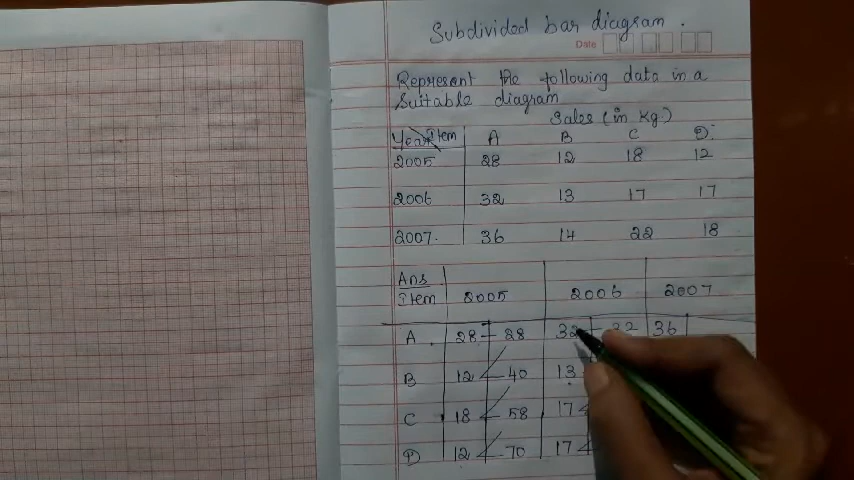 Subdivided bar diagram.
Date
Represent the following data in a
Suitable diagram
Sales (in kg.)
Year Item A B C D
2005 28 12 18 12
2006 32 13 17 17
2007. 36 14 22 18
Ans
Item 2005 2006 2007
A 28 28 32 32 36
B 12 40 13
C 18 58 17
D 12 70 17